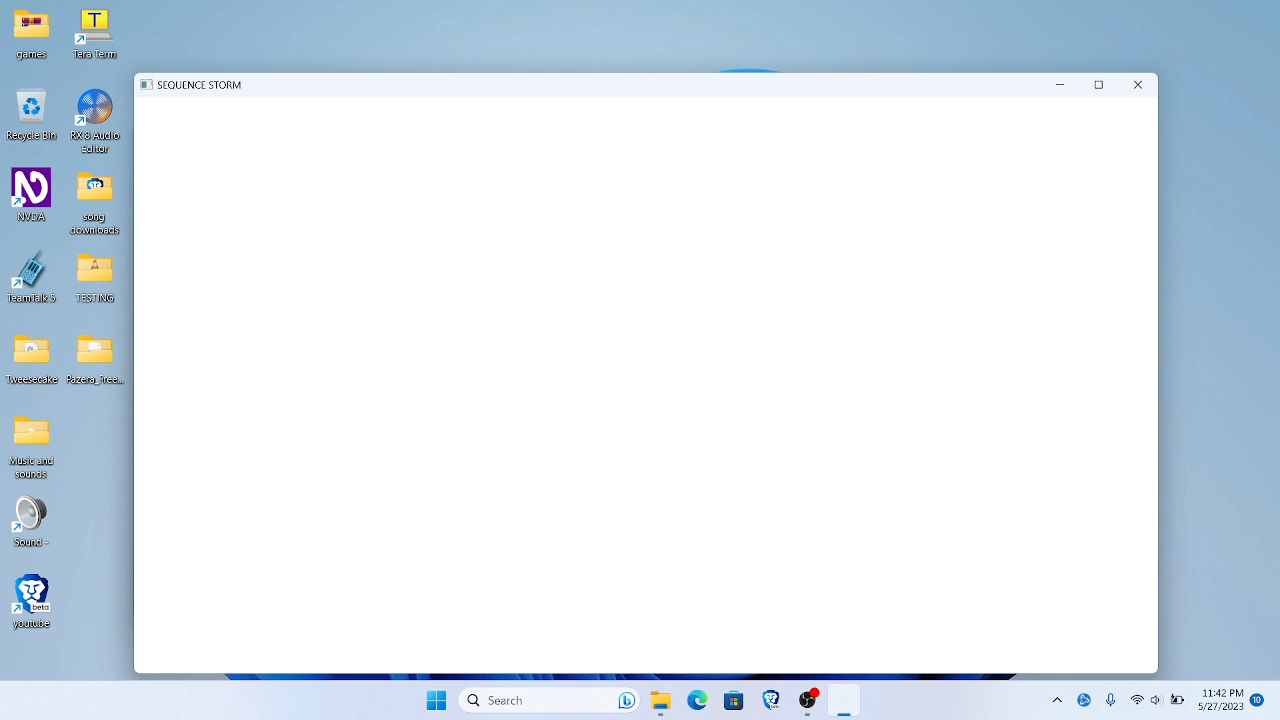 games
Tera Term
SEQUENCE STORM
Recycle Bin
RX 8 Audio
Editor
NVDA
song
downloads
TeamTalk 5
TESTING
Tweesecake
Pazera_Free...
Music and
sounds
Sound -
beta
youtube
Search
beta
11:42 PM
5/27/2023
10